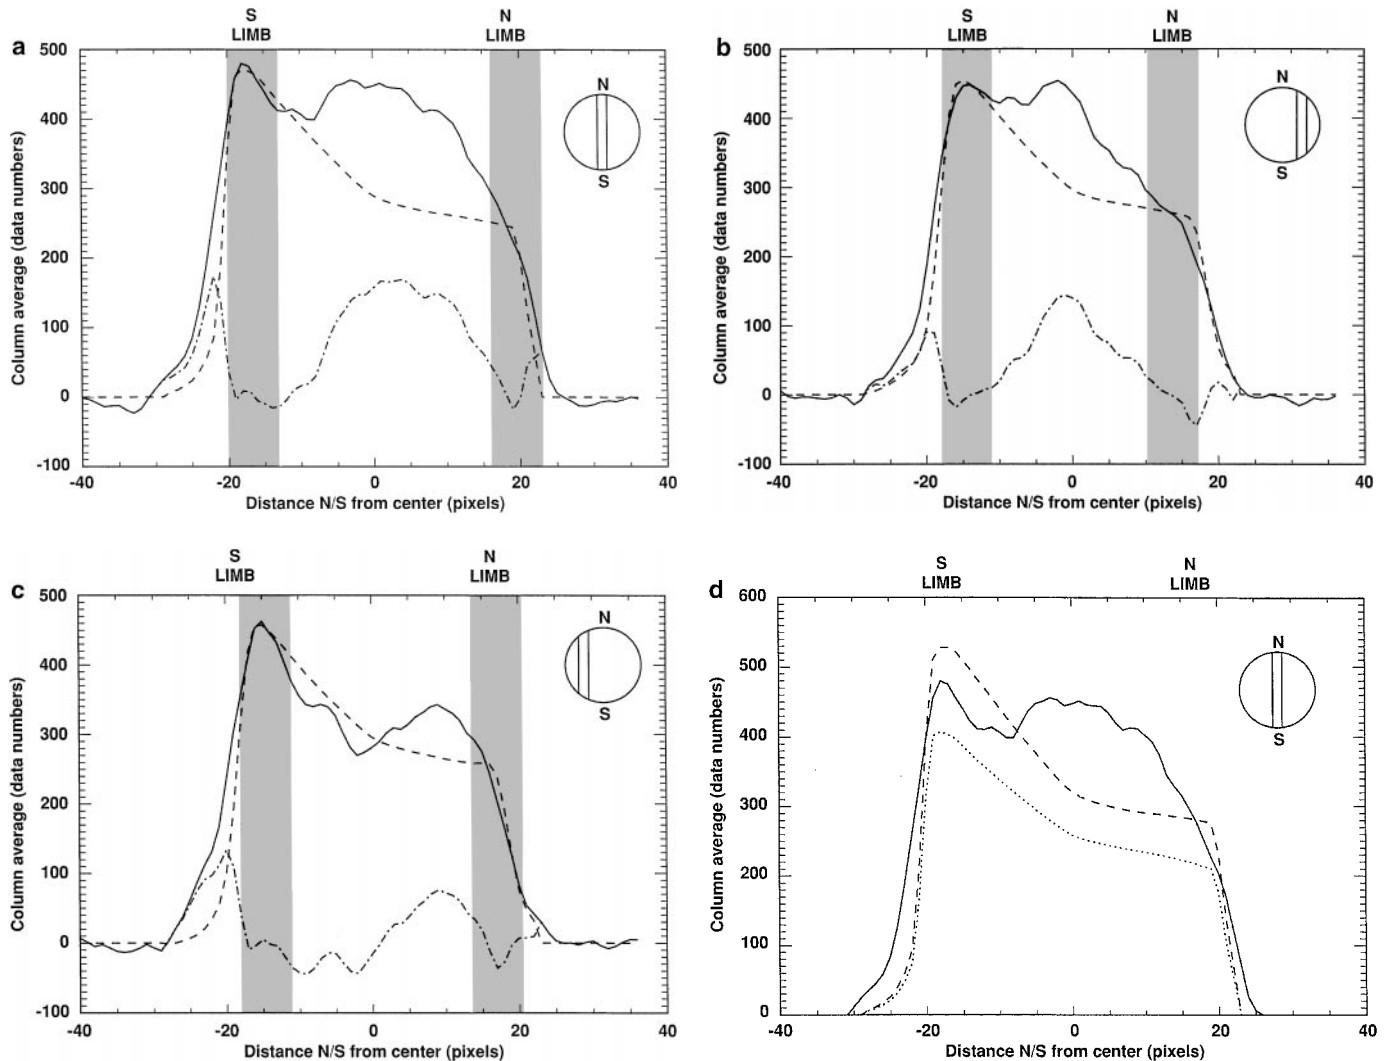 a
S
LIMB
N
LIMB
500
400
300
200
100
0
-100
Column average (data numbers)
N
S
-40
-20
0
20
40
Distance N/S from center (pixels)
b
S
LIMB
N
LIMB
500
400
300
200
100
0
-100
Column average (data numbers)
N
S
-40
-20
0
20
40
Distance N/S from center (pixels)
c
S
LIMB
N
LIMB
500
400
300
200
100
0
-100
Column average (data numbers)
N
S
-40
-20
0
20
40
Distance N/S from center (pixels)
d
S
LIMB
N
LIMB
600
500
400
300
200
100
0
Column average (data numbers)
N
S
-40
-20
0
20
40
Distance N/S from center (pixels)